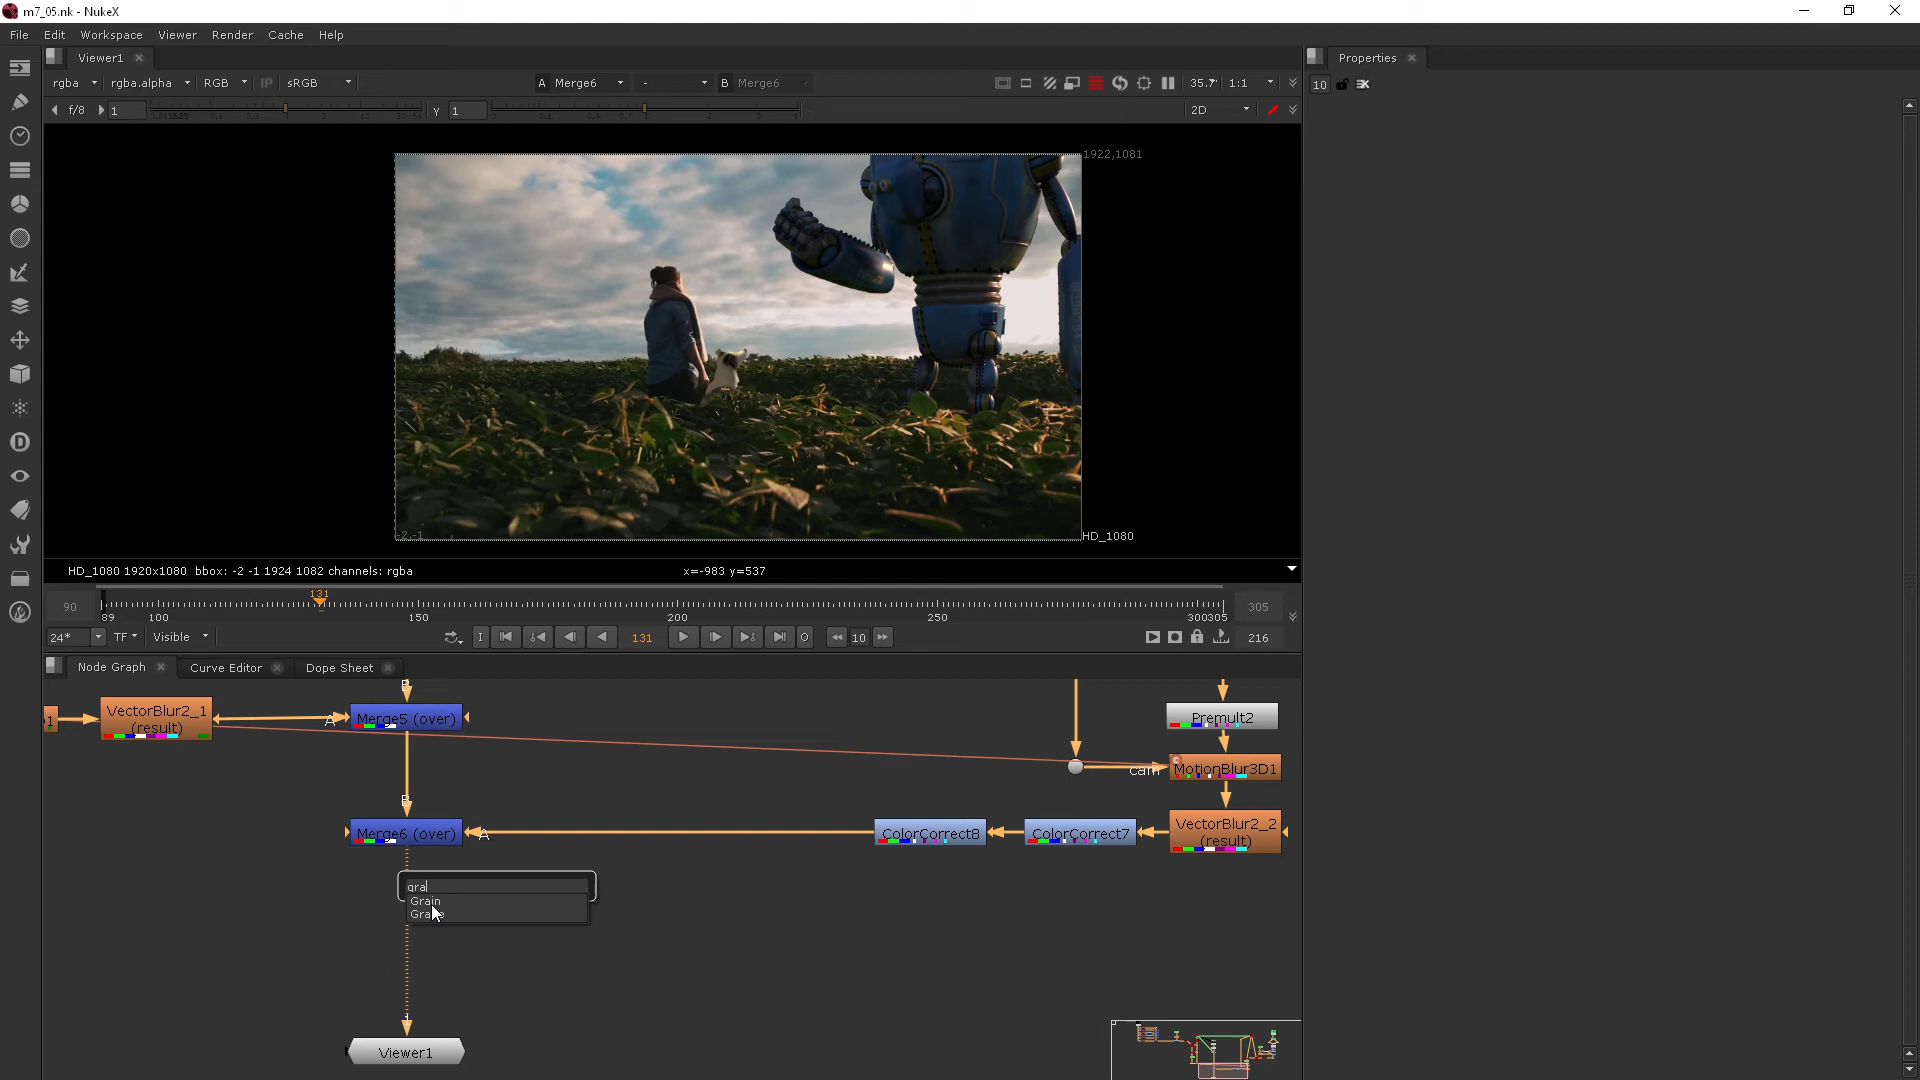 m7_05.nk - NukeX
File Edit Workspace Viewer Render Cache Help
Viewer1
Properties
rgba rgba.alpha RGB IP sRGB A Merge6 - B Merge6 35.7 1:1
10
f/8 1 Y 1 2D
1922,1081
-2,-1
HD_1080
HD_1080 1920x1080 bbox: -2 -1 1924 1082 channels: rgba x=-983 y=537
131
90 305
89 100 150 200 250 300305
24* TF Visible I 131 O 10 216
Node Graph Curve Editor Dope Sheet
B
VectorBlur2_1
(result)
A
Merge5 (over)
Premult2
cam
MotionBlur3D1
B
Merge6 (over)
A
ColorCorrect8
ColorCorrect7
VectorBlur2_2
(result)
gra
Grain
Viewer1